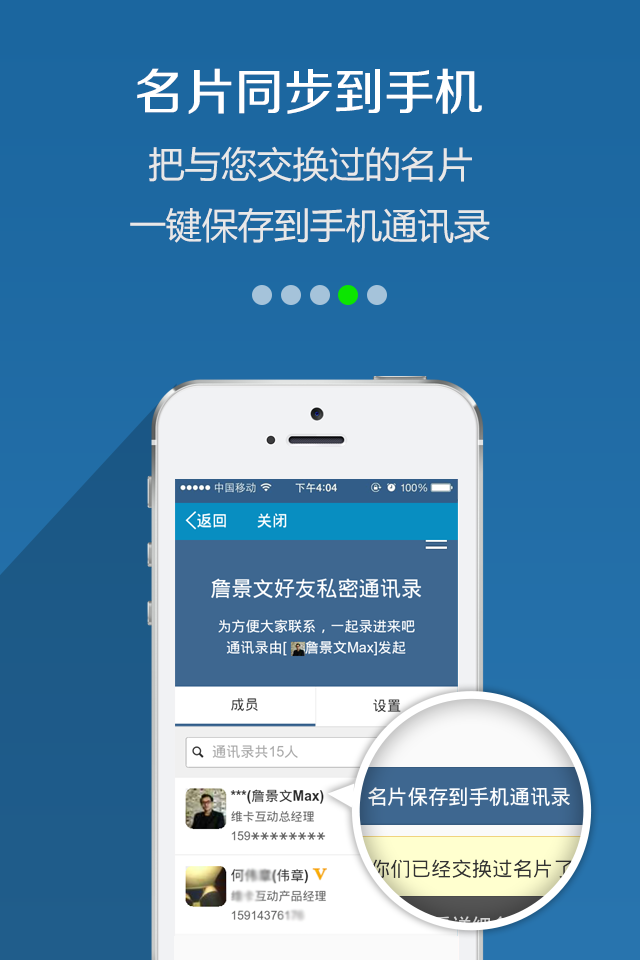 名片同步到手机
把与您交换过的名片
一键保存到手机通讯录
中国移动 下午4:04 100%
返回 关闭
詹景文好友私密通讯录
为方便大家联系，一起录进来吧
通讯录由[ 詹景文Max]发起
成员 设置
通讯录共15人
***(詹景文Max)
维卡互动总经理
159********
名片保存到手机通讯录
你们已经交换过名片了
何 (伟章) V
互动产品经理
15914376